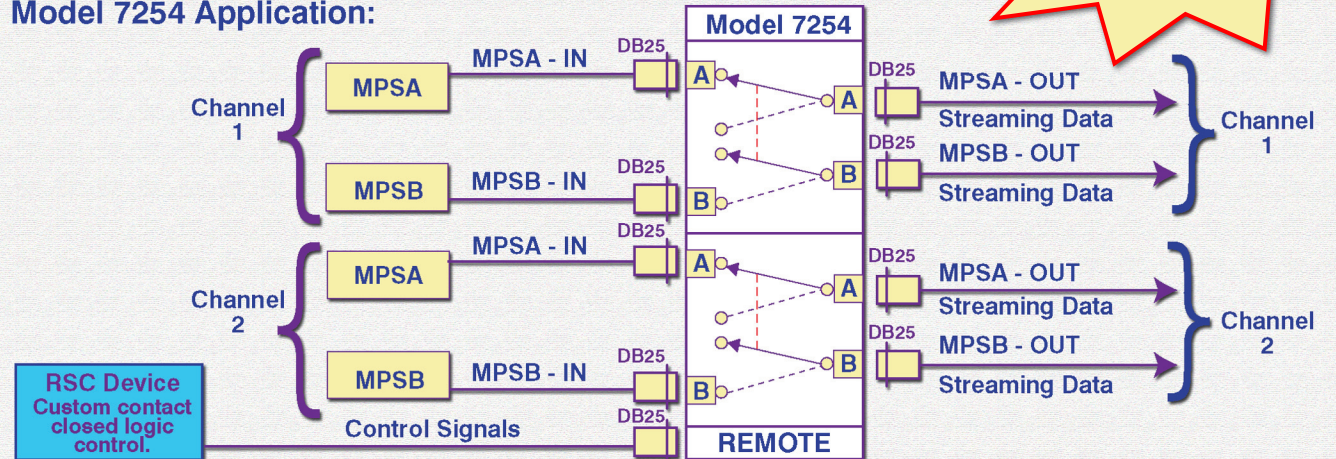 Model 7254 Application:
Model 7254
Channel
1
MPSA
MPSA - IN
DB25
A
A
DB25
MPSA - OUT
Streaming Data
Channel
1
MPSB
MPSB - IN
DB25
B
B
DB25
MPSB - OUT
Streaming Data
Channel
2
MPSA
MPSA - IN
DB25
A
A
DB25
MPSA - OUT
Streaming Data
Channel
2
MPSB
MPSB - IN
DB25
B
B
DB25
MPSB - OUT
Streaming Data
RSC Device
Custom contact
closed logic
control.
Control Signals
DB25
REMOTE